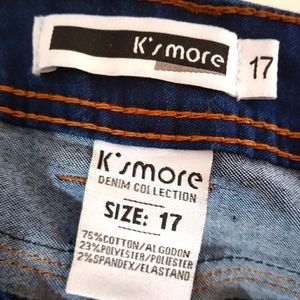 K'smore
17
K'smore
DENIM COLLECTION
SIZE: 17
75%COTTON/ALGODON
23%POLYESTER/POLIESTER
2%SPANDEX/ELASTANO